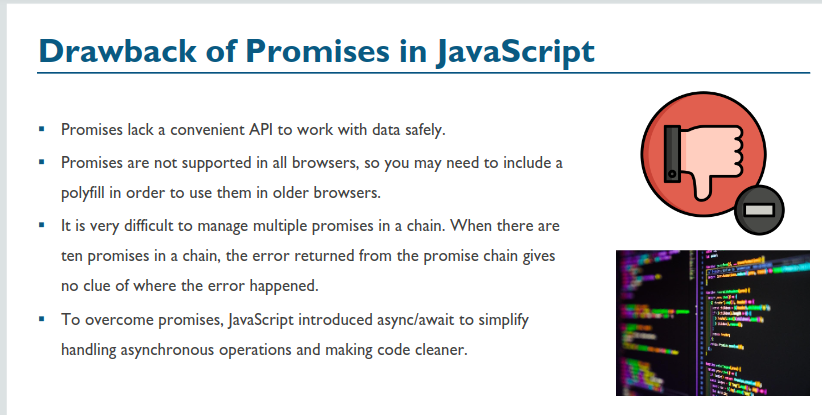 Drawback of Promises in JavaScript
▪ Promises lack a convenient API to work with data safely.
▪ Promises are not supported in all browsers, so you may need to include a
polyfill in order to use them in older browsers.
▪ It is very difficult to manage multiple promises in a chain. When there are
ten promises in a chain, the error returned from the promise chain gives
no clue of where the error happened.
▪ To overcome promises, JavaScript introduced async/await to simplify
handling asynchronous operations and making code cleaner.